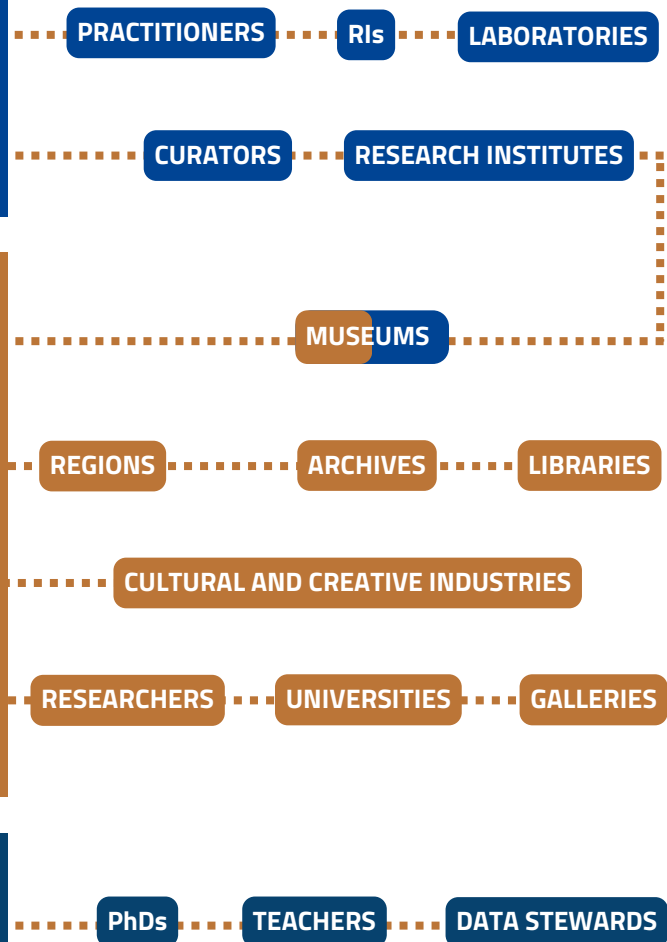 PRACTITIONERS RIs LABORATORIES
CURATORS RESEARCH INSTITUTES
MUSEUMS
REGIONS ARCHIVES LIBRARIES
CULTURAL AND CREATIVE INDUSTRIES
RESEARCHERS UNIVERSITIES GALLERIES
PhDs TEACHERS DATA STEWARDS